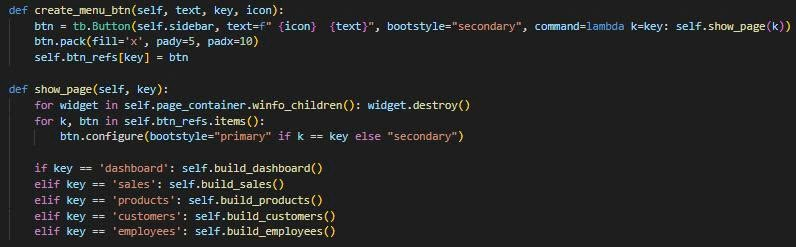 def create_menu_btn(self, text, key, icon):
    btn = tb.Button(self.sidebar, text=f" {icon}  {text}", bootstyle="secondary", command=lambda k=key: self.show_page(k))
    btn.pack(fill='x', pady=5, padx=10)
    self.btn_refs[key] = btn

def show_page(self, key):
    for widget in self.page_container.winfo_children(): widget.destroy()
    for k, btn in self.btn_refs.items():
        btn.configure(bootstyle="primary" if k == key else "secondary")

    if key == 'dashboard': self.build_dashboard()
    elif key == 'sales': self.build_sales()
    elif key == 'products': self.build_products()
    elif key == 'customers': self.build_customers()
    elif key == 'employees': self.build_employees()